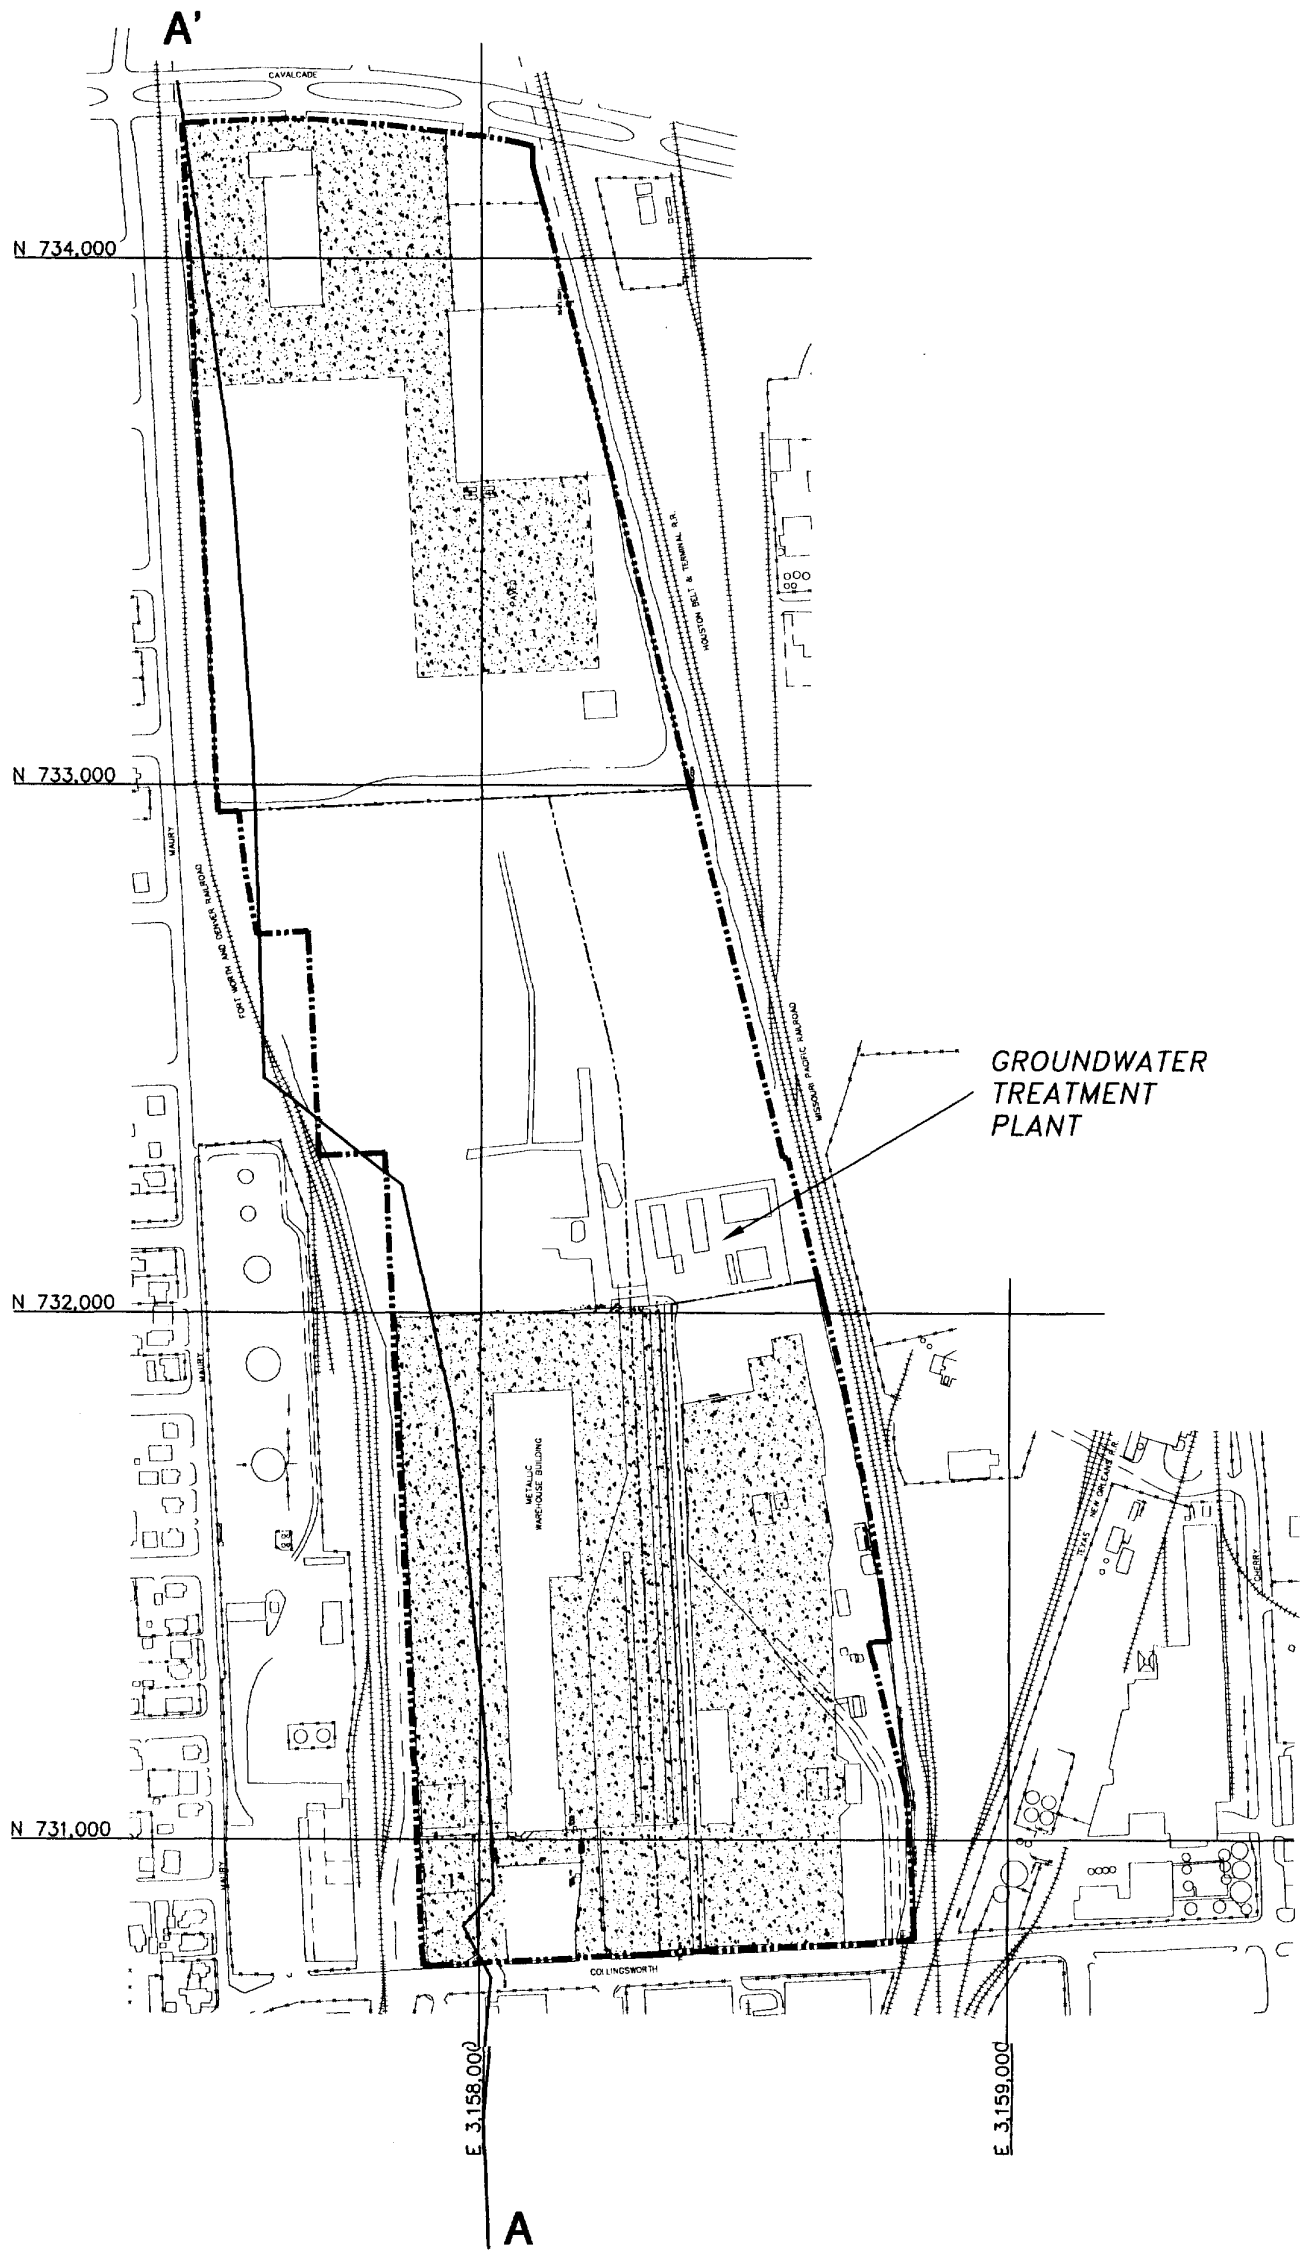 A'
CAVALCADE
N 734,000
HOUSTON BELT & TERMINAL R.R.
PAVED
N 733,000
MAURY
FORT WORTH AND DENVER RAILROAD
MISSOURI PACIFIC RAILROAD
GROUNDWATER
TREATMENT
PLANT
N 732,000
MAURY
METALLIC
WAREHOUSE BUILDING
TEXAS NEW ORLEANS R.R.
CHERRY
N 731,000
MAURY
COLLINGSWORTH
E 3,158,000
E 3,159,000
A